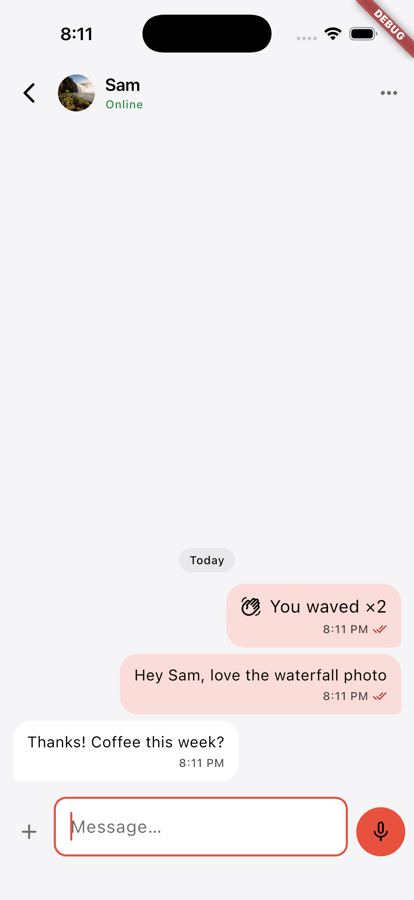 8:11
DEBUG
Sam
Online
Today
You waved ×2
8:11 PM
Hey Sam, love the waterfall photo
8:11 PM
Thanks! Coffee this week?
8:11 PM
Message...